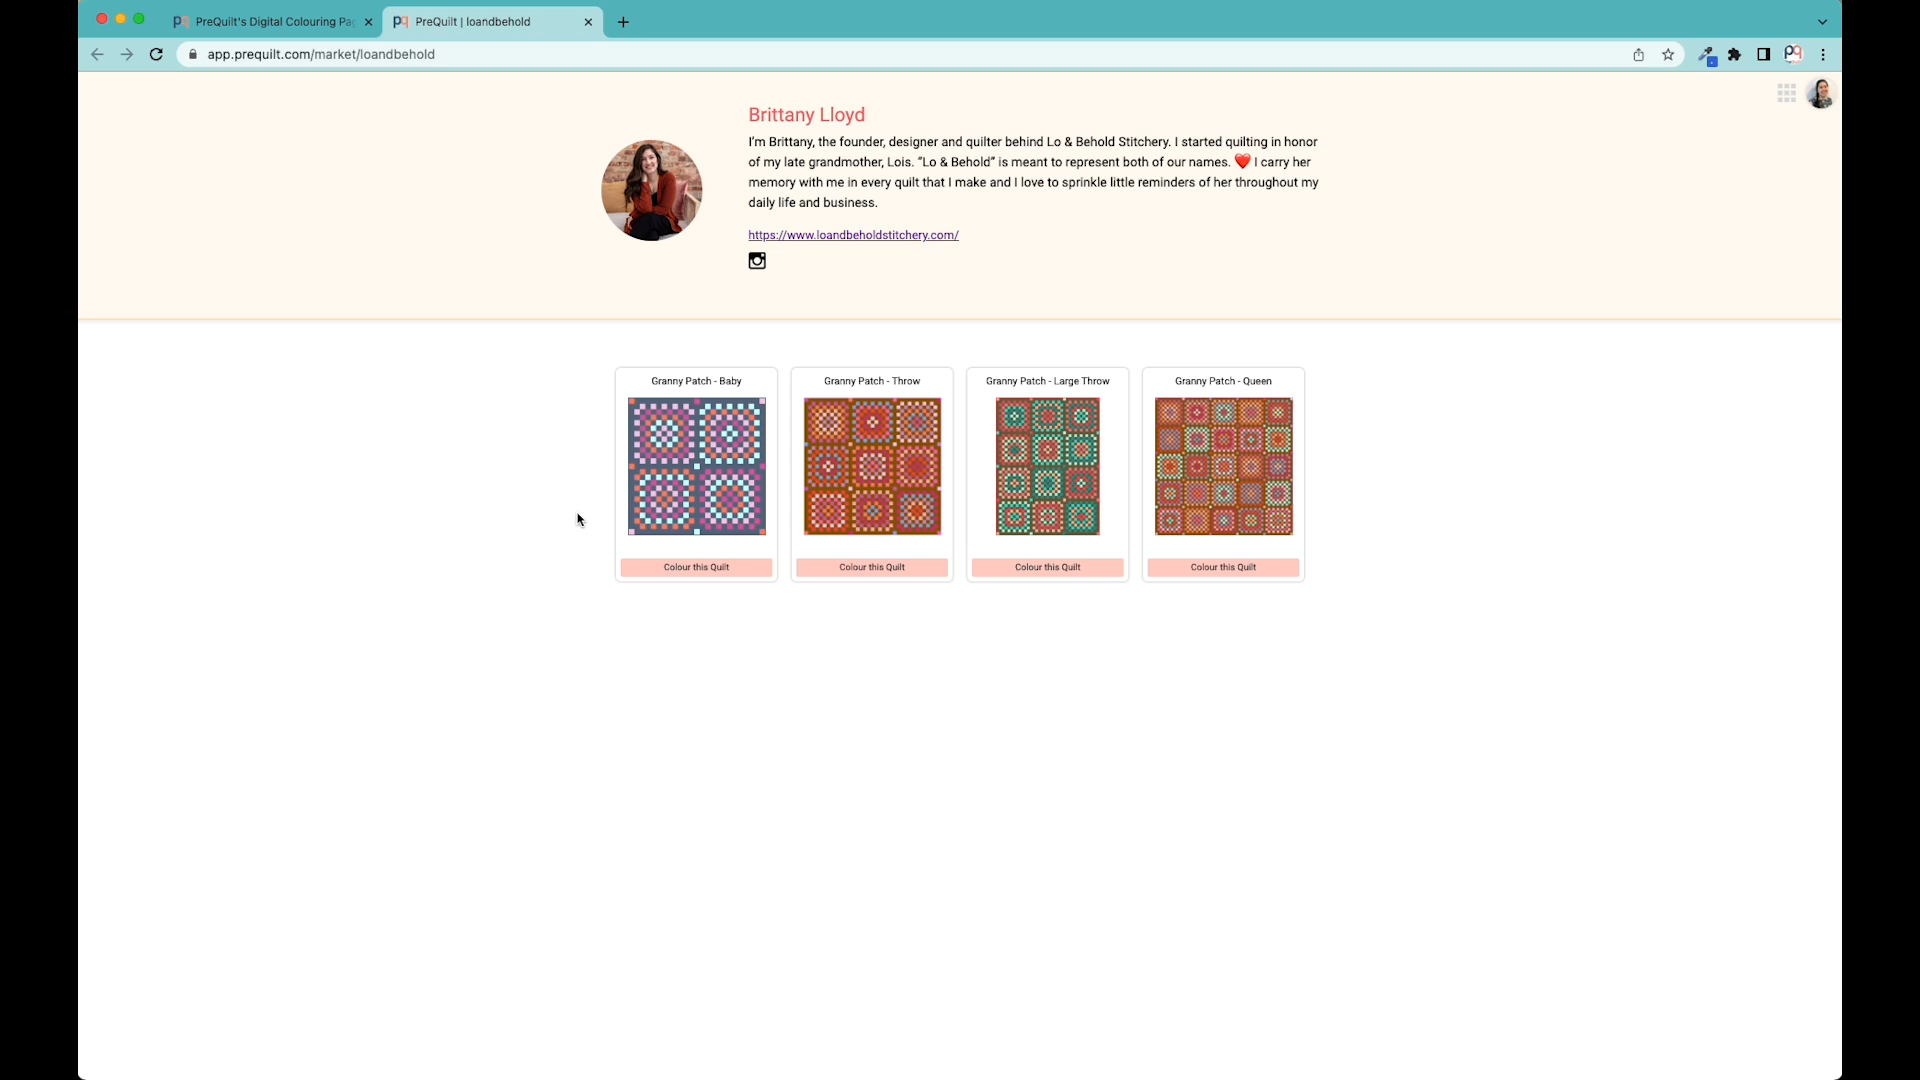 PreQuilt's Digital Colouring Pa
PreQuilt | loandbehold
app.prequilt.com/market/loandbehold
Brittany Lloyd
I'm Brittany, the founder, designer and quilter behind Lo & Behold Stitchery. I started quilting in honor
of my late grandmother, Lois. "Lo & Behold" is meant to represent both of our names. ❤️ I carry her
memory with me in every quilt that I make and I love to sprinkle little reminders of her throughout my
daily life and business.
https://www.loandbeholdstitchery.com/
Granny Patch - Baby
Granny Patch - Throw
Granny Patch - Large Throw
Granny Patch - Queen
Colour this Quilt
Colour this Quilt
Colour this Quilt
Colour this Quilt